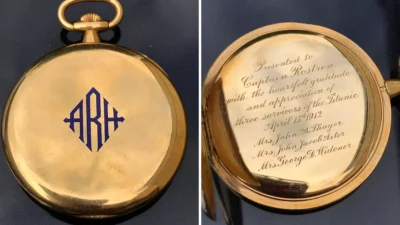 ARH
Presented to
Captain Rostron
with the heartfelt gratitude
and appreciation of
three survivors of the Titanic
April 15th 1912
Mrs. John B. Thayer
Mrs. John Jacob Astor
Mrs. George D. Widener